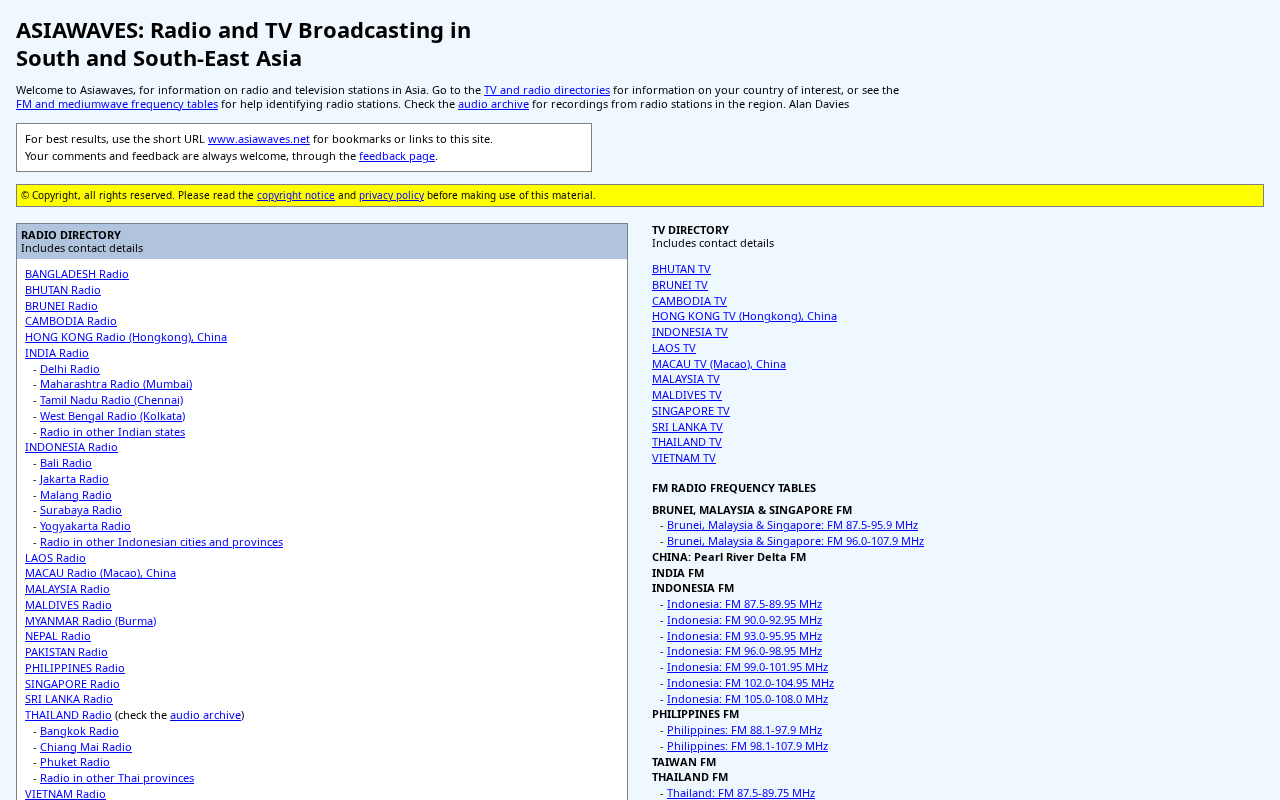 ASIAWAVES: Radio and TV Broadcasting in
South and South-East Asia
Welcome to Asiawaves, for information on radio and television stations in Asia. Go to the TV and radio directories for information on your country of interest, or see the
FM and mediumwave frequency tables for help identifying radio stations. Check the audio archive for recordings from radio stations in the region. Alan Davies
For best results, use the short URL www.asiawaves.net for bookmarks or links to this site.
Your comments and feedback are always welcome, through the feedback page.
© Copyright, all rights reserved. Please read the copyright notice and privacy policy before making use of this material.
RADIO DIRECTORY
Includes contact details
BANGLADESH Radio
BHUTAN Radio
BRUNEI Radio
CAMBODIA Radio
HONG KONG Radio (Hongkong), China
INDIA Radio
- Delhi Radio
- Maharashtra Radio (Mumbai)
- Tamil Nadu Radio (Chennai)
- West Bengal Radio (Kolkata)
- Radio in other Indian states
INDONESIA Radio
- Bali Radio
- Jakarta Radio
- Malang Radio
- Surabaya Radio
- Yogyakarta Radio
- Radio in other Indonesian cities and provinces
LAOS Radio
MACAU Radio (Macao), China
MALAYSIA Radio
MALDIVES Radio
MYANMAR Radio (Burma)
NEPAL Radio
PAKISTAN Radio
PHILIPPINES Radio
SINGAPORE Radio
SRI LANKA Radio
THAILAND Radio (check the audio archive)
- Bangkok Radio
- Chiang Mai Radio
- Phuket Radio
- Radio in other Thai provinces
VIETNAM Radio
TV DIRECTORY
Includes contact details
BHUTAN TV
BRUNEI TV
CAMBODIA TV
HONG KONG TV (Hongkong), China
INDONESIA TV
LAOS TV
MACAU TV (Macao), China
MALAYSIA TV
MALDIVES TV
SINGAPORE TV
SRI LANKA TV
THAILAND TV
VIETNAM TV
FM RADIO FREQUENCY TABLES
BRUNEI, MALAYSIA & SINGAPORE FM
- Brunei, Malaysia & Singapore: FM 87.5-95.9 MHz
- Brunei, Malaysia & Singapore: FM 96.0-107.9 MHz
CHINA: Pearl River Delta FM
INDIA FM
INDONESIA FM
- Indonesia: FM 87.5-89.95 MHz
- Indonesia: FM 90.0-92.95 MHz
- Indonesia: FM 93.0-95.95 MHz
- Indonesia: FM 96.0-98.95 MHz
- Indonesia: FM 99.0-101.95 MHz
- Indonesia: FM 102.0-104.95 MHz
- Indonesia: FM 105.0-108.0 MHz
PHILIPPINES FM
- Philippines: FM 88.1-97.9 MHz
- Philippines: FM 98.1-107.9 MHz
TAIWAN FM
THAILAND FM
- Thailand: FM 87.5-89.75 MHz